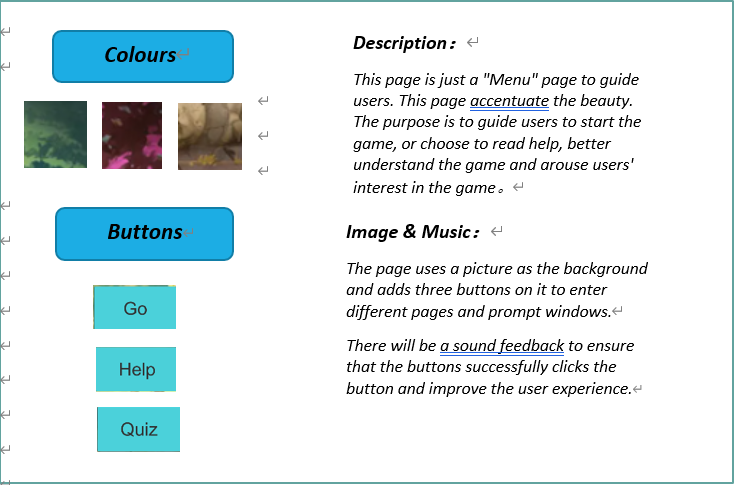 Colours
Buttons
Go
Help
Quiz
Description：
This page is just a "Menu" page to guide
users. This page accentuate the beauty.
The purpose is to guide users to start the
game, or choose to read help, better
understand the game and arouse users'
interest in the game。
Image & Music：
The page uses a picture as the background
and adds three buttons on it to enter
different pages and prompt windows.
There will be a sound feedback to ensure
that the buttons successfully clicks the
button and improve the user experience.